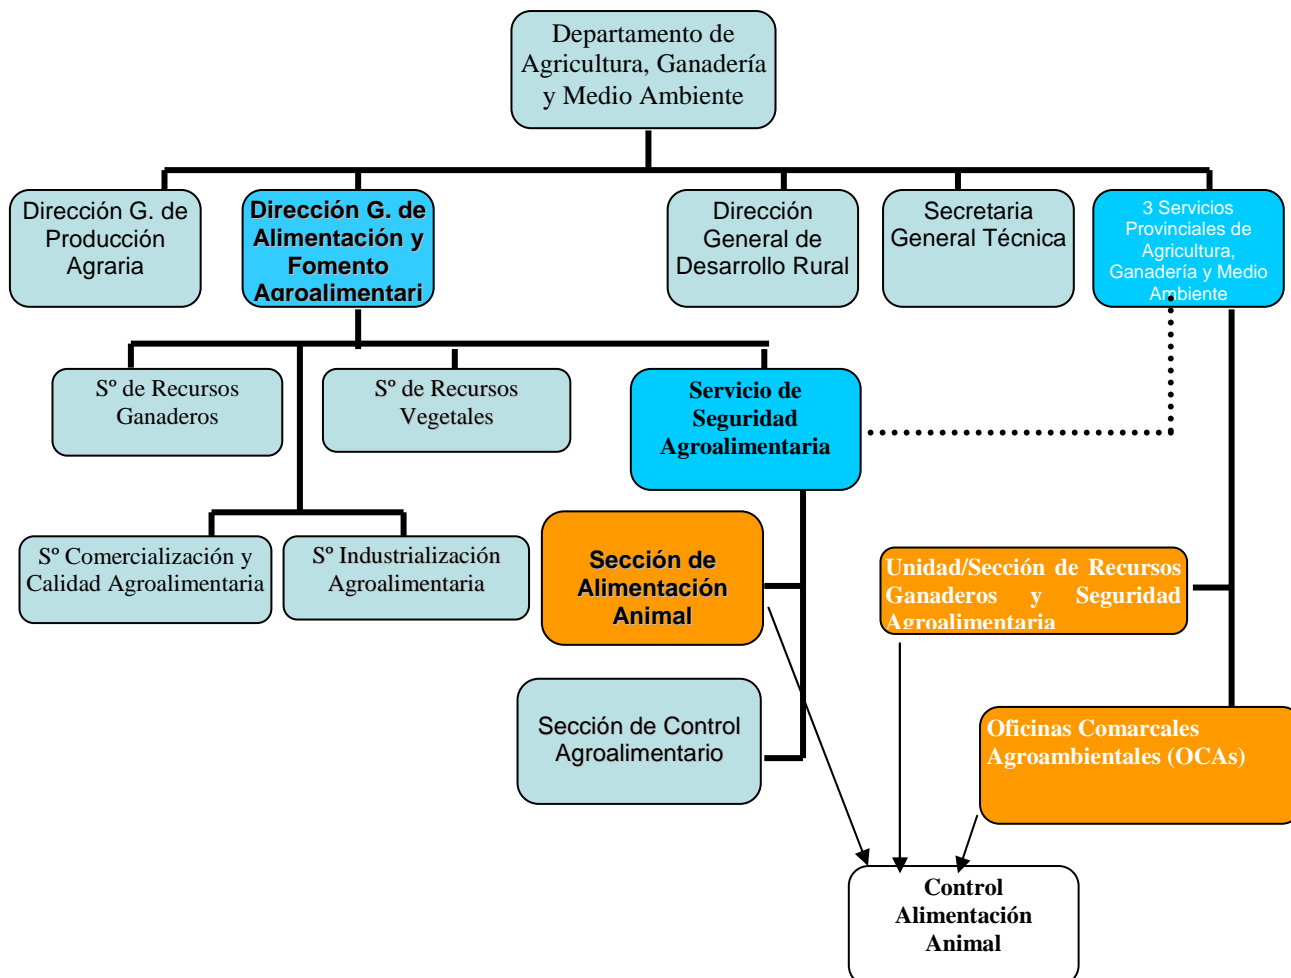 Departamento de
Agricultura, Ganadería
y Medio Ambiente
Dirección G. de
Producción
Agraria
Dirección G. de
Alimentación y
Fomento
Agroalimentari
Dirección
General de
Desarrollo Rural
Secretaria
General Técnica
3 Servicios
Provinciales de
Agricultura,
Ganadería y Medio
Ambiente
Sº de Recursos
Ganaderos
Sº de Recursos
Vegetales
Servicio de
Seguridad
Agroalimentaria
Sº Comercialización y
Calidad Agroalimentaria
Sº Industrialización
Agroalimentaria
Sección de
Alimentación
Animal
Unidad/Sección de Recursos
Ganaderos y Seguridad
Agroalimentaria
Sección de Control
Agroalimentario
Oficinas Comarcales
Agroambientales (OCAs)
Control
Alimentación
Animal